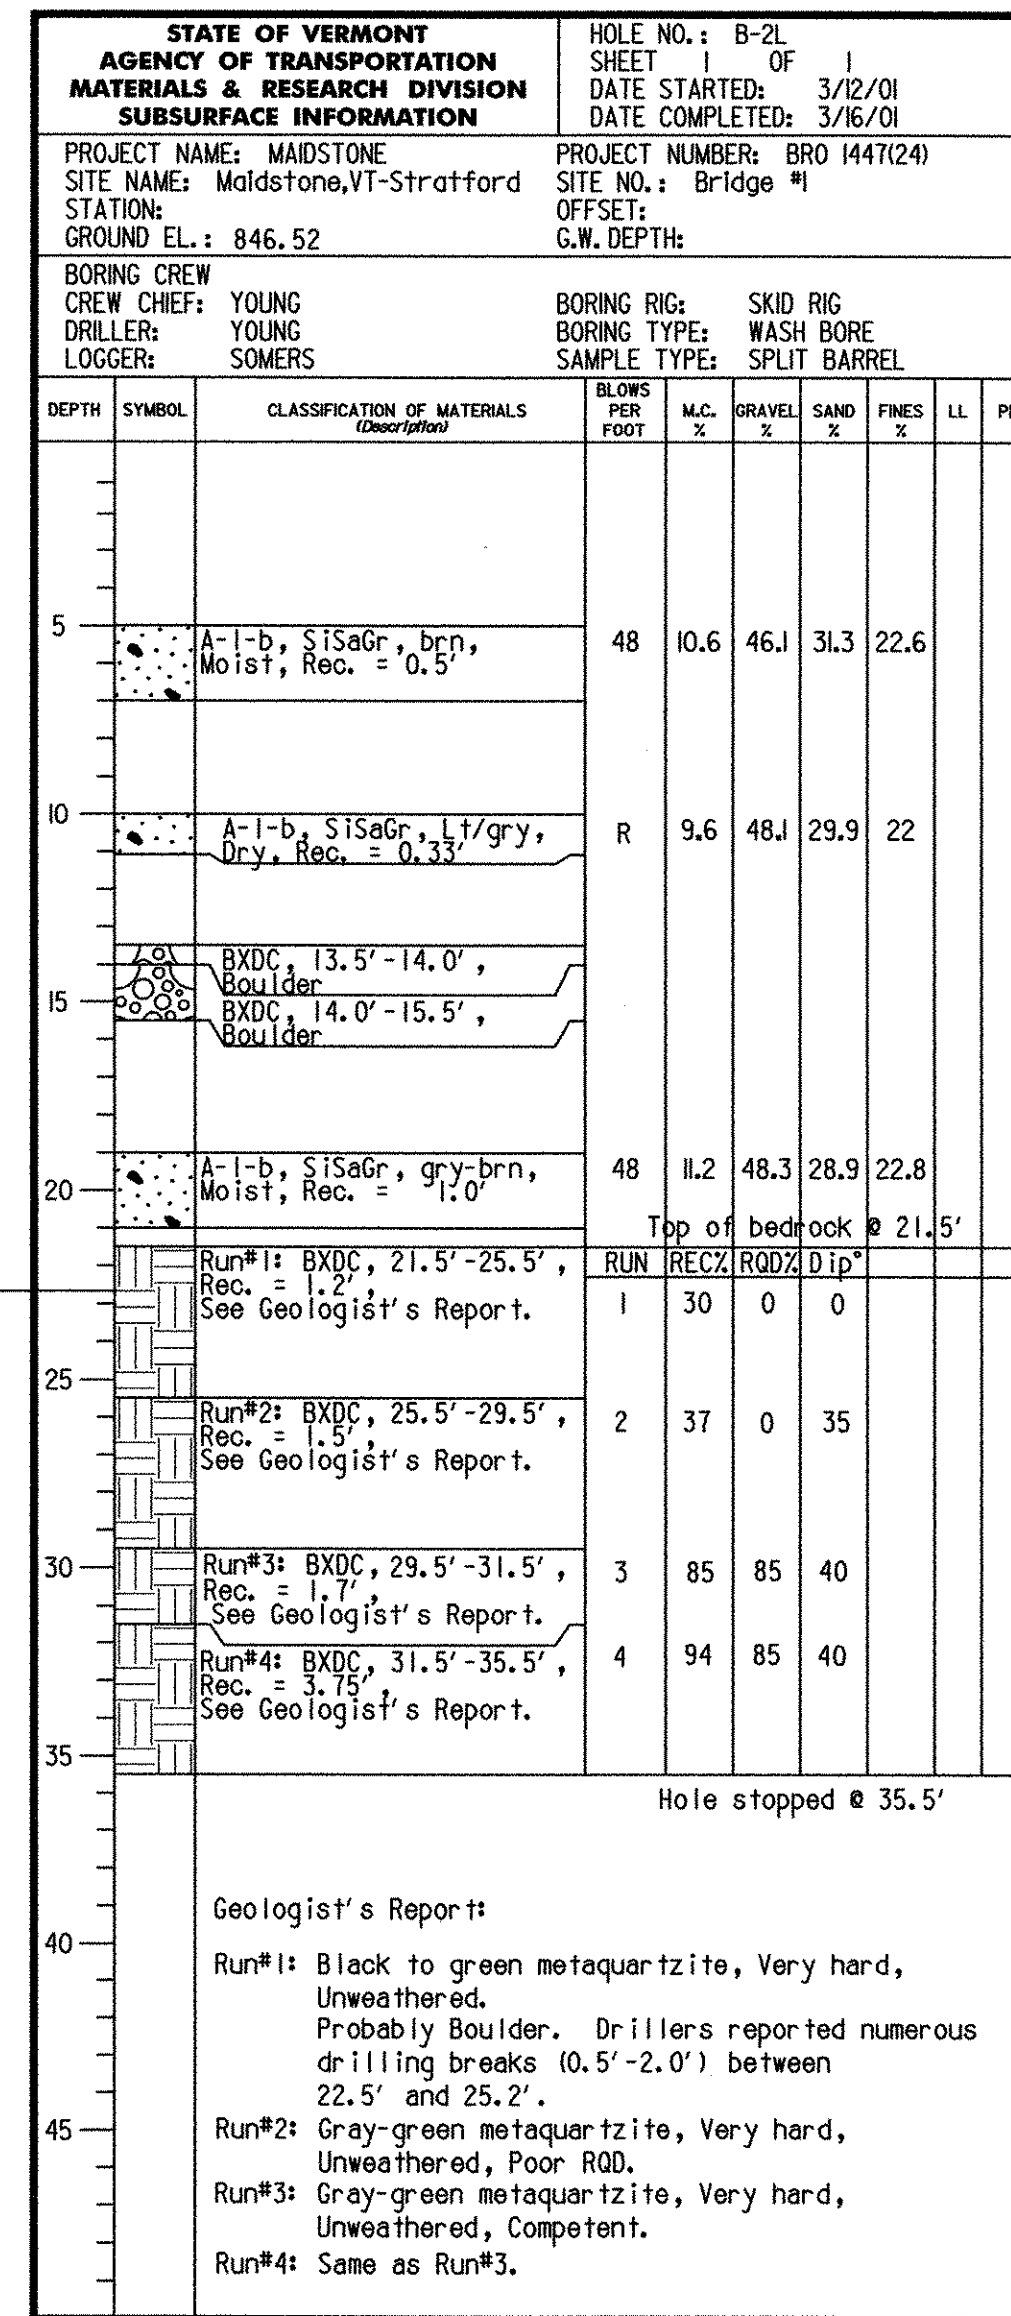 STATE OF VERMONT
AGENCY OF TRANSPORTATION
MATERIALS & RESEARCH DIVISION
SUBSURFACE INFORMATION
HOLE NO.: B-2L
SHEET 1 OF 1
DATE STARTED: 3/12/01
DATE COMPLETED: 3/16/01
PROJECT NAME: MAIDSTONE PROJECT NUMBER: BRO 1447(24)
SITE NAME: Maidstone,VT-Stratford SITE NO.: Bridge #1
STATION: OFFSET:
GROUND EL.: 846.52 G.W. DEPTH:
BORING CREW
CREW CHIEF: YOUNG BORING RIG: SKID RIG
DRILLER: YOUNG BORING TYPE: WASH BORE
LOGGER: SOMERS SAMPLE TYPE: SPLIT BARREL
DEPTH SYMBOL CLASSIFICATION OF MATERIALS (Description) BLOWS PER FOOT M.C. % GRAVEL % SAND % FINES % LL PI
5
A-1-b, SiSaGr, brn, 48 10.6 46.1 31.3 22.6
Moist, Rec. = 0.5'
10
A-1-b, SiSaGr, Lt/gry, R 9.6 48.1 29.9 22
Dry, Rec. = 0.33'
BXDC, 13.5'-14.0',
Boulder
15
BXDC, 14.0'-15.5',
Boulder
A-1-b, SiSaGr, gry-brn, 48 11.2 48.3 28.9 22.8
20 Moist, Rec. = 1.0'
Top of bedrock @ 21.5'
Run#1: BXDC, 21.5'-25.5', RUN REC% RQD% Dip°
Rec. = 1.2',
See Geologist's Report. 1 30 0 0
25
Run#2: BXDC, 25.5'-29.5', 2 37 0 35
Rec. = 1.5',
See Geologist's Report.
30 Run#3: BXDC, 29.5'-31.5', 3 85 85 40
Rec. = 1.7',
See Geologist's Report.
Run#4: BXDC, 31.5'-35.5', 4 94 85 40
Rec. = 3.75',
See Geologist's Report.
35
Hole stopped @ 35.5'
Geologist's Report:
40
Run#1: Black to green metaquartzite, Very hard,
Unweathered.
Probably Boulder. Drillers reported numerous
drilling breaks (0.5'-2.0') between
22.5' and 25.2'.
45 Run#2: Gray-green metaquartzite, Very hard,
Unweathered, Poor RQD.
Run#3: Gray-green metaquartzite, Very hard,
Unweathered, Competent.
Run#4: Same as Run#3.